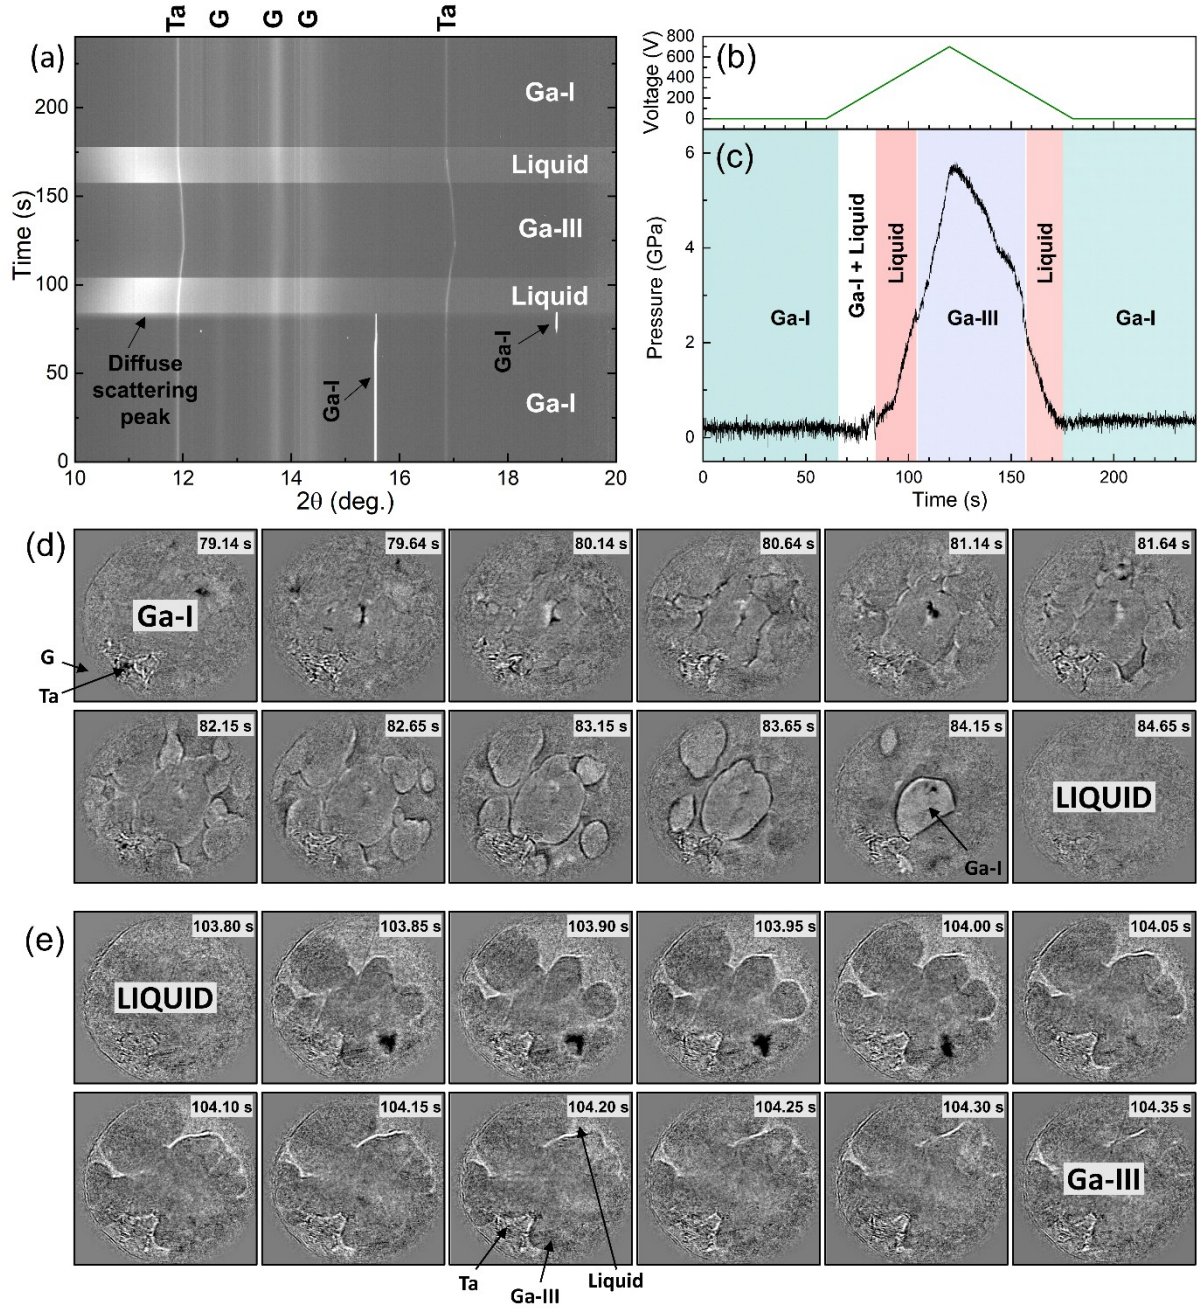 Ta G G G Ta
(a)
Time (s)
200
150
100
50
0
Ga-I
Liquid
Ga-III
Liquid
Ga-I
Ga-I
Ga-I
Diffuse
scattering
peak
10 12 14 16 18 20
2θ (deg.)
(b)
Voltage (V)
800
600
400
200
0
(c)
Pressure (GPa)
6
4
2
0
Ga-I
Ga-I + Liquid
Liquid
Ga-III
Liquid
Ga-I
0 50 100 150 200
Time (s)
(d)
79.14 s 79.64 s 80.14 s 80.64 s 81.14 s 81.64 s
Ga-I
G
Ta
82.15 s 82.65 s 83.15 s 83.65 s 84.15 s 84.65 s
LIQUID
Ga-I
(e)
103.80 s 103.85 s 103.90 s 103.95 s 104.00 s 104.05 s
LIQUID
104.10 s 104.15 s 104.20 s 104.25 s 104.30 s 104.35 s
Ga-III
Ta Ga-III Liquid